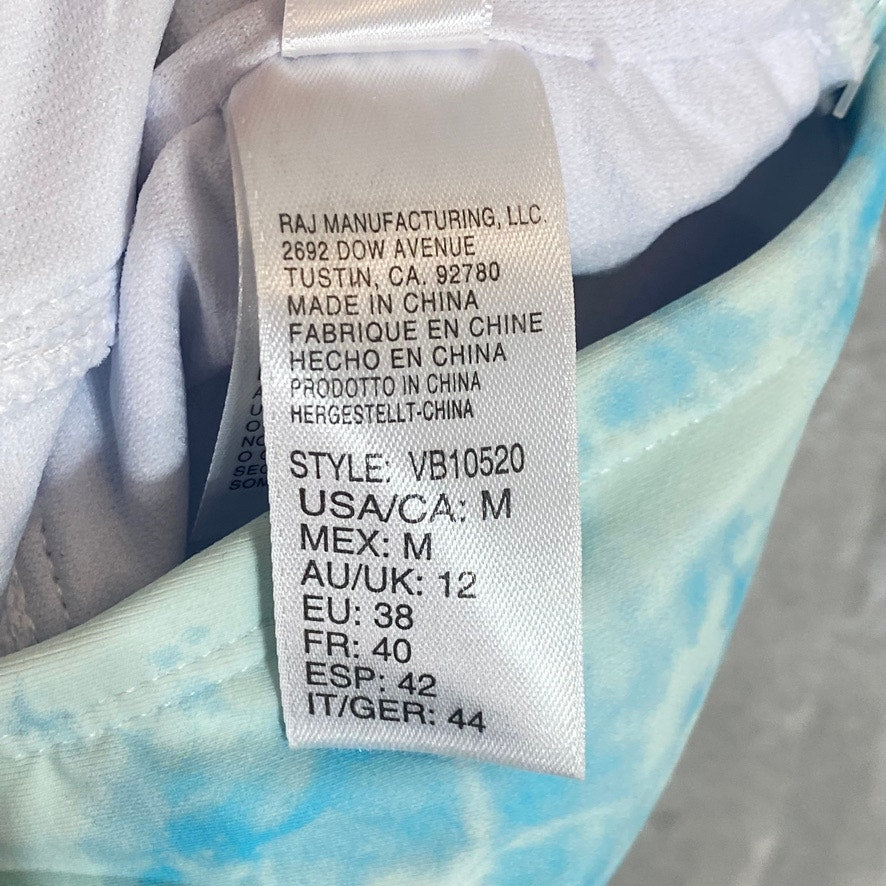 RAJ MANUFACTURING, LLC.
2692 DOW AVENUE
TUSTIN, CA. 92780
MADE IN CHINA
FABRIQUE EN CHINE
HECHO EN CHINA
PRODOTTO IN CHINA
HERGESTELLT-CHINA
STYLE: VB10520
USA/CA: M
MEX: M
AU/UK: 12
EU: 38
FR: 40
ESP: 42
IT/GER: 44